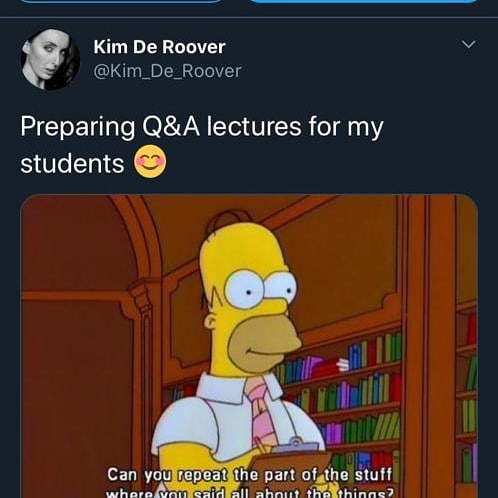 Kim De Roover
@Kim_De_Roover
Preparing Q&A lectures for my
students 😊
Can you repeat the part of the stuff
where you said all about the things?